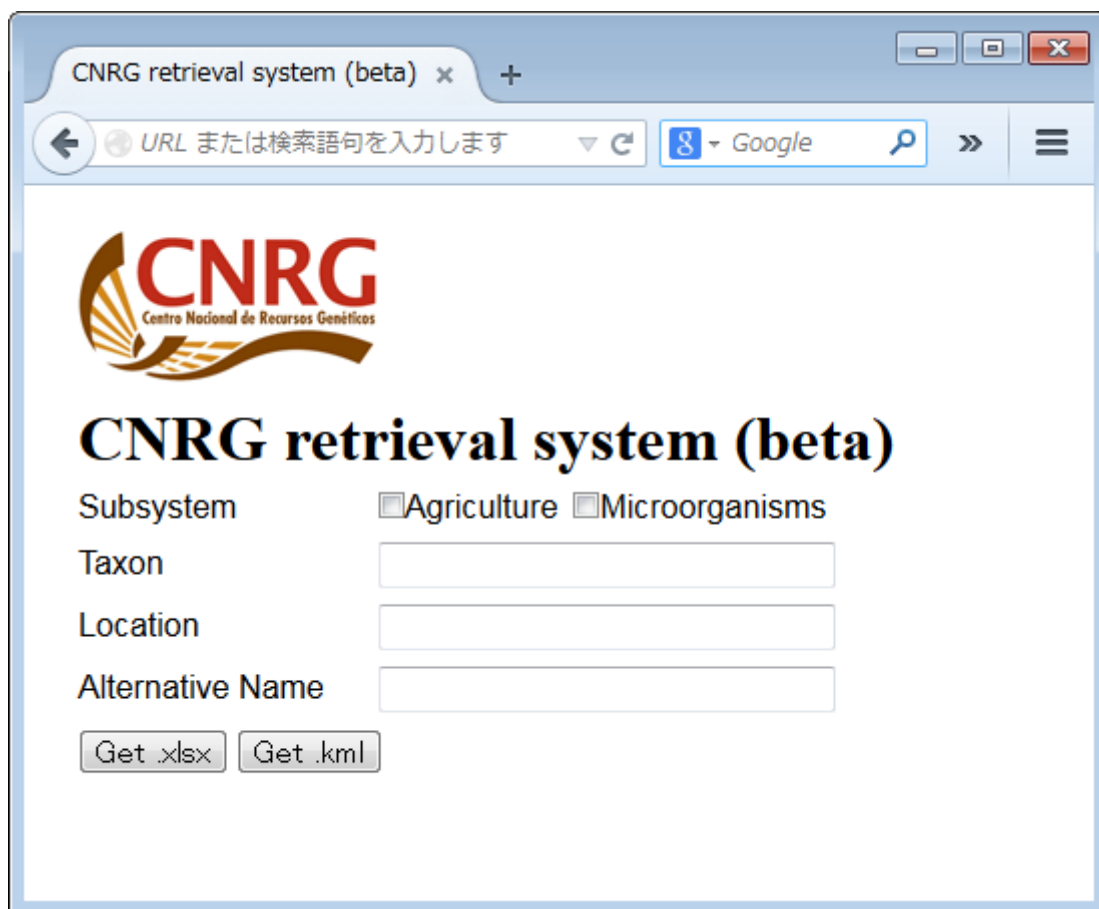 CNRG retrieval system (beta)
URL または検索語句を入力します
Google
CNRG
Centro Nacional de Recursos Genéticos
CNRG retrieval system (beta)
Subsystem Agriculture Microorganisms
Taxon
Location
Alternative Name
Get .xlsx Get .kml